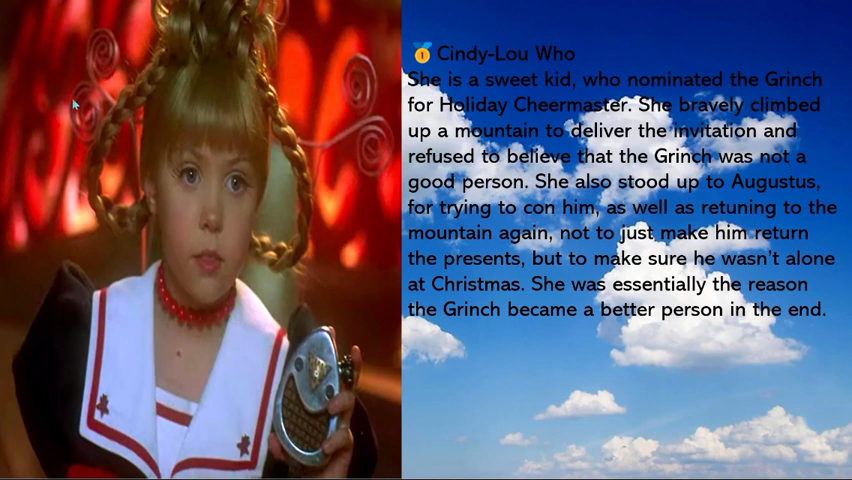 🥇 Cindy-Lou Who
She is a sweet kid, who nominated the Grinch
for Holiday Cheermaster. She bravely climbed
up a mountain to deliver the invitation and
refused to believe that the Grinch was not a
good person. She also stood up to Augustus,
for trying to con him, as well as retuning to the
mountain again, not to just make him return
the presents, but to make sure he wasn't alone
at Christmas. She was essentially the reason
the Grinch became a better person in the end.